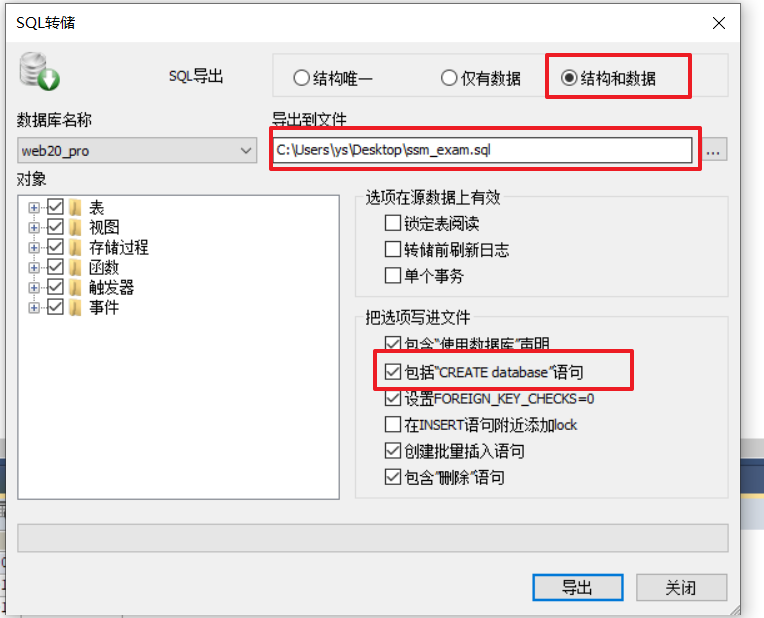 SQL转储
SQL导出
结构唯一
仅有数据
结构和数据
数据库名称
导出到文件
web20_pro
C:\Users\ys\Desktop\ssm_exam.sql
...
对象
表
视图
存储过程
函数
触发器
事件
选项在源数据上有效
锁定表阅读
转储前刷新日志
单个事务
把选项写进文件
包含“使用数据库”声明
包括“CREATE database”语句
设置FOREIGN_KEY_CHECKS=0
在INSERT语句附近添加lock
创建批量插入语句
包含“删除”语句
导出
关闭